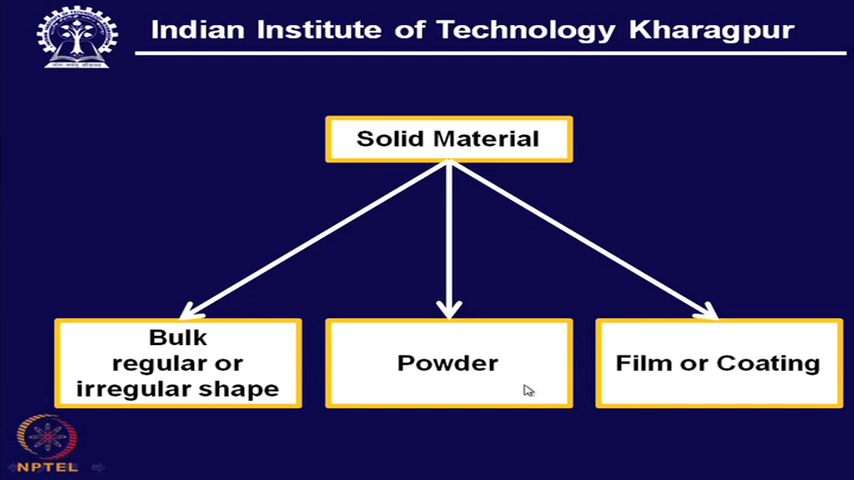 Indian Institute of Technology Kharagpur
Solid Material
Bulk
regular or
irregular shape
Powder
Film or Coating
NPTEL